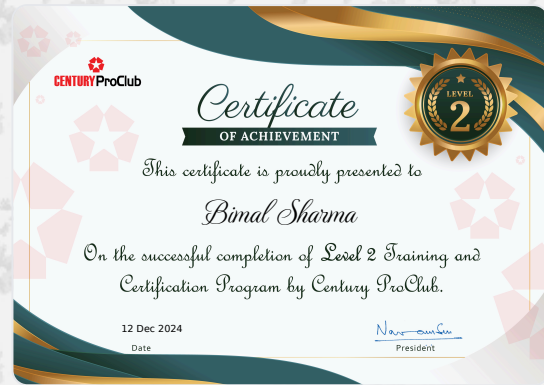 CENTURY ProClub
LEVEL
2
Certificate
OF ACHIEVEMENT
This certificate is proudly presented to
Bimal Sharma
On the successful completion of Level 2 Training and
Certification Program by Century ProClub.
12 Dec 2024
Date
President